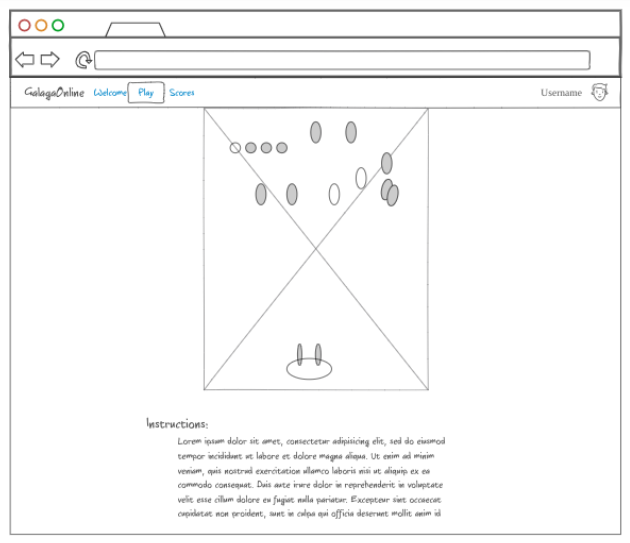 GalagaOnline Welcome Play Scores Username
Instructions:
Lorem ipsum dolor sit amet, consectetur adipisicing elit, sed do eiusmod
tempor incididunt ut labore et dolore magna aliqua. Ut enim ad minim
veniam, quis nostrud exercitation ullamco laboris nisi ut aliquip ex ea
commodo consequat. Duis aute irure dolor in reprehenderit in voluptate
velit esse cillum dolore eu fugiat nulla pariatur. Excepteur sint occaecat
cupidatat non proident, sunt in culpa qui officia deserunt mollit anim id